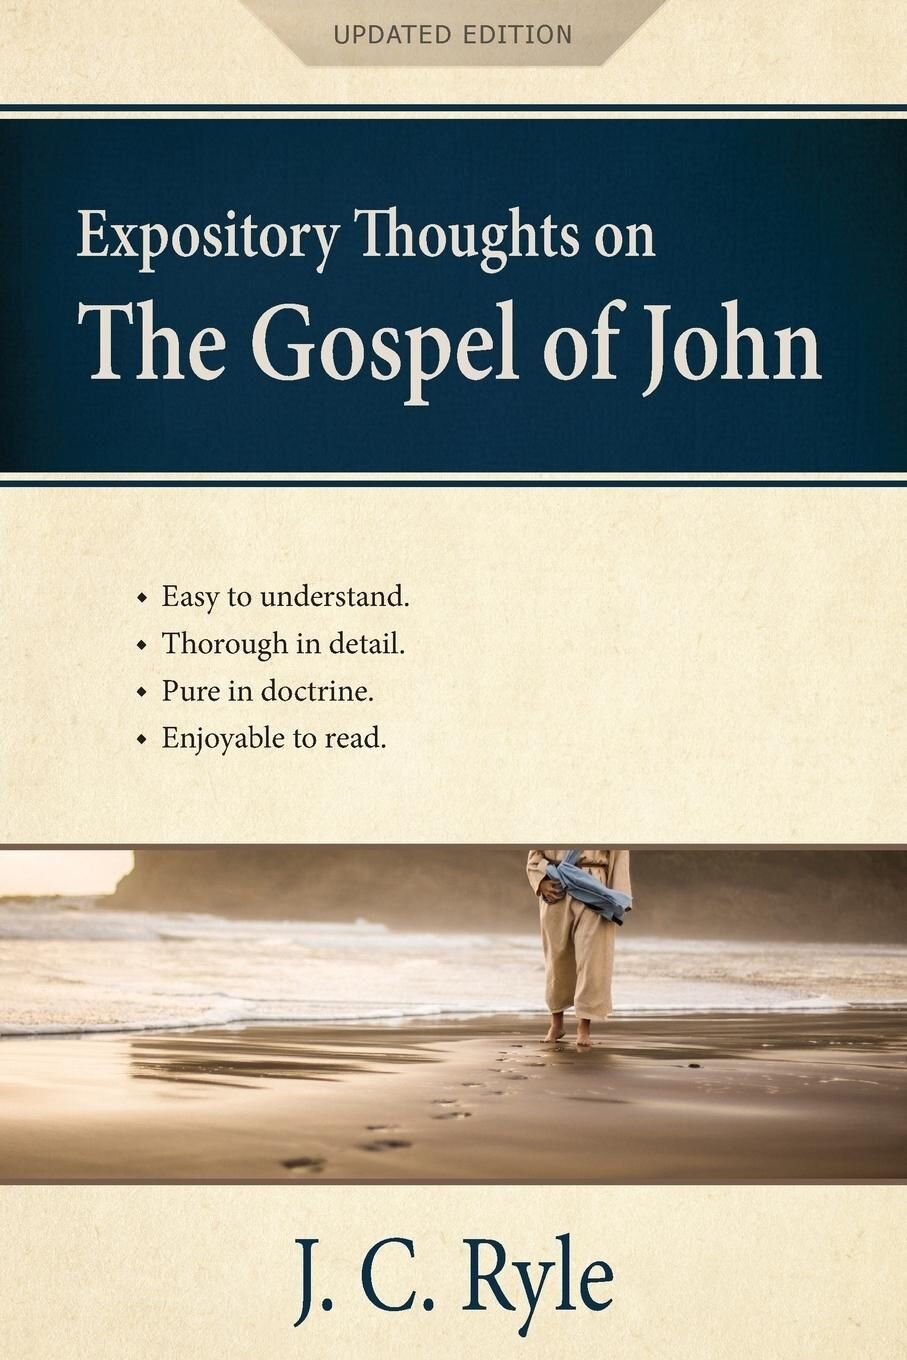 UPDATED EDITION
Expository Thoughts on
The Gospel of John
◆ Easy to understand.
◆ Thorough in detail.
◆ Pure in doctrine.
◆ Enjoyable to read.
J. C. Ryle